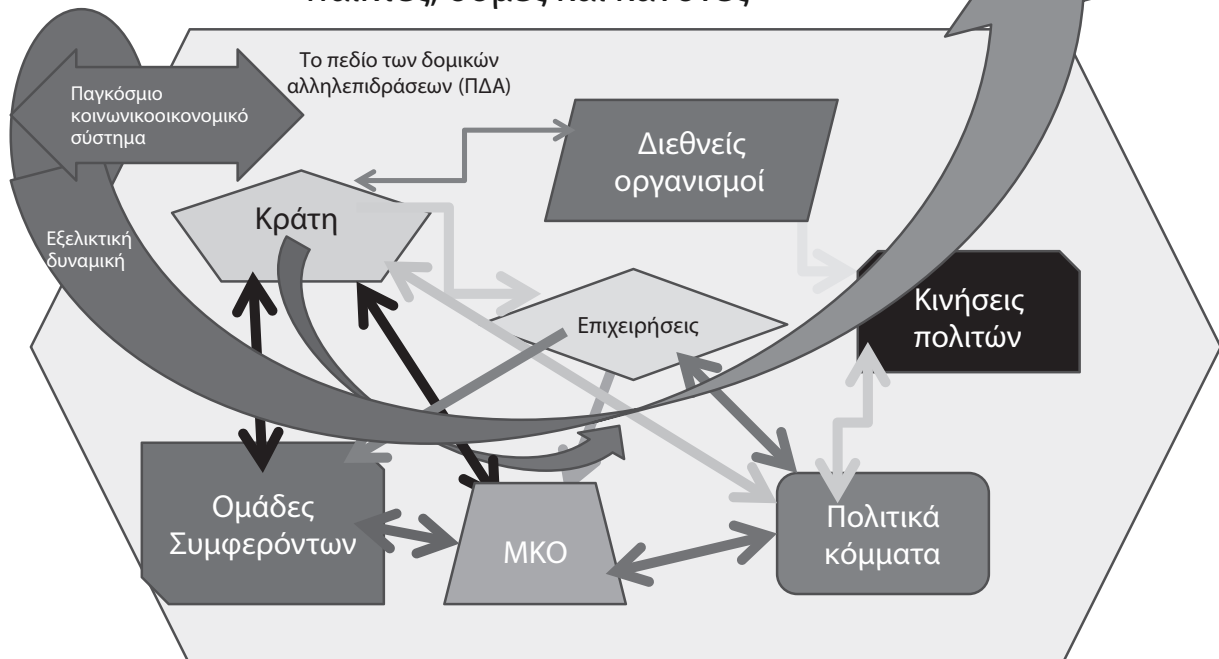 Το πεδίο των δομικών
αλληλεπιδράσεων (ΠΔΑ)
Παγκόσμιο
κοινωνικοοικονομικό
σύστημα
Διεθνείς
οργανισμοί
Κράτη
Εξελικτική
δυναμική
Κινήσεις
πολιτών
Επιχειρήσεις
Ομάδες
Συμφερόντων
ΜΚΟ
Πολιτικά
κόμματα